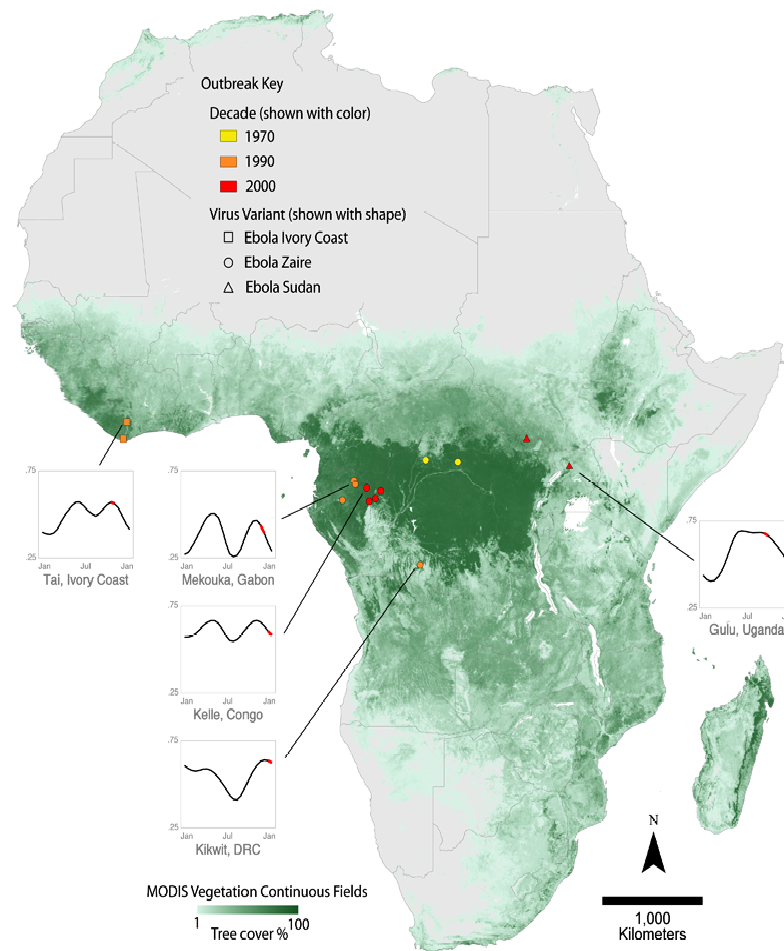 Outbreak Key
Decade (shown with color)
1970
1990
2000
Virus Variant (shown with shape)
Ebola Ivory Coast
Ebola Zaire
Ebola Sudan
.75
.25
Jan Jul Jan
Tai, Ivory Coast
.75
.25
Jan Jul Jan
Mekouka, Gabon
.75
.25
Jan Jul Jan
Kelle, Congo
.75
.25
Jan Jul Jan
Kikwit, DRC
.75
.25
Jan Jul
Gulu, Uganda
MODIS Vegetation Continuous Fields
1 100
Tree cover %
N
1,000
Kilometers